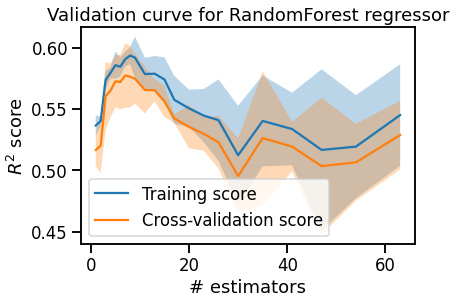 Validation curve for RandomForest regressor
0.60
0.55
0.50
0.45
R² score
Training score
Cross-validation score
0
20
40
60
# estimators